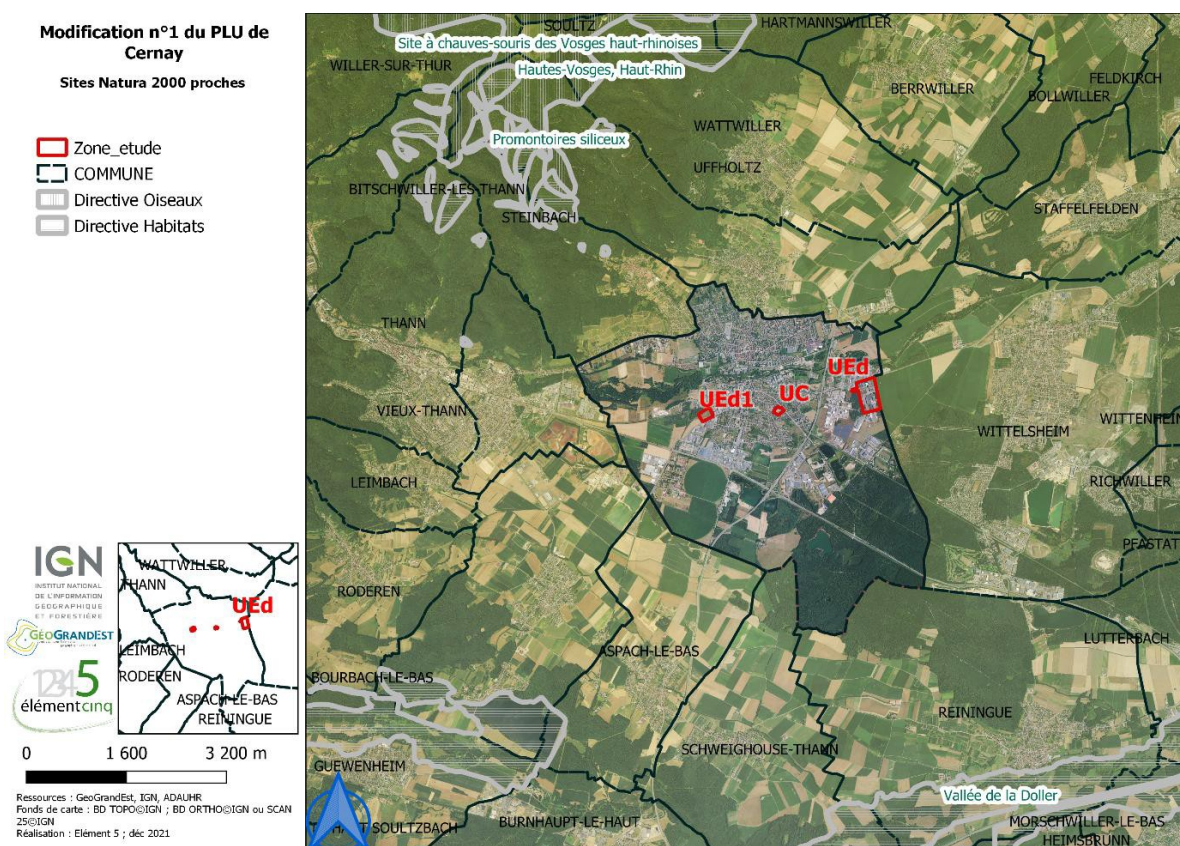 Modification n°1 du PLU de
Cernay
Sites Natura 2000 proches
Zone_etude
COMMUNE
Directive Oiseaux
Directive Habitats
IGN
INSTITUT NATIONAL
DE L'INFORMATION
GÉOGRAPHIQUE
ET FORESTIÈRE
GÉOGRANDEST
12345
élémentcinq
WATTWILLER
THANN
UEd
LEIMBACH
RODEREN
ASPACH-LE-BAS
REININGUE
0 1 600 3 200 m
Ressources : GeoGrandEst, IGN, ADAUHR
Fonds de carte : BD TOPO©IGN ; BD ORTHO©IGN ou SCAN
25©IGN
Réalisation : Elément 5 ; déc 2021
SOULTZ
HARTMANNSWILLER
Site à chauves-souris des Vosges haut-rhinoises
WILLER-SUR-THUR
Hautes-Vosges, Haut-Rhin
FELDKIRCH
BERRWILLER
BOLLWILLER
WATTWILLER
Promontoires siliceux
UFFHOLTZ
BITSCHWILLER-LES-THANN
STEINBACH
STAFFELFELDEN
THANN
UEd
UEd1
UC
VIEUX-THANN
WITTELSHEIM
WITTENHEIM
LEIMBACH
RICHWILLER
PFASTAT
RODEREN
LUTTERBACH
ASPACH-LE-BAS
BOURBACH-LE-BAS
REININGUE
SCHWEIGHOUSE-THANN
GUEWENHEIM
Vallée de la Doller
SOULTZBACH
BURNHAUPT-LE-HAUT
MORSCHWILLER-LE-BAS
HEIMSBRUNN